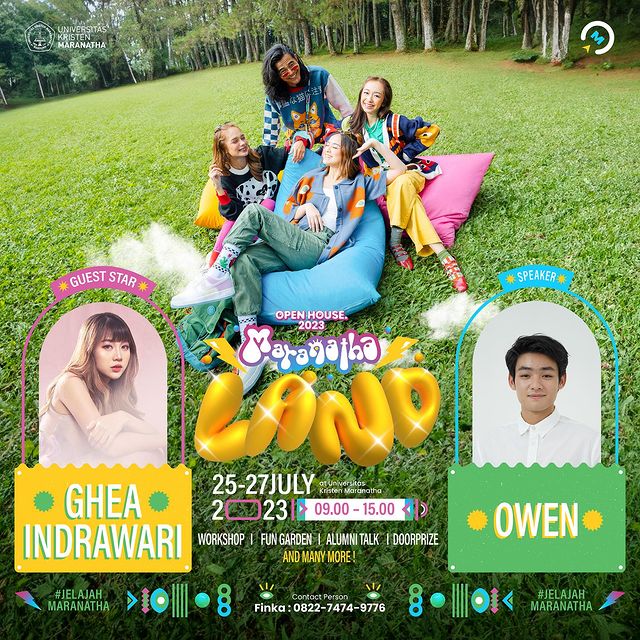 UNIVERSITAS
KRISTEN
MARANATHA
M
GUEST STAR
SPEAKER
OPEN HOUSE.
2023
Maranatha
LAND
GHEA
INDRAWARI
OWEN
25-27JULY
at Universitas
Kristen Maranatha
2023
09.00 - 15.00
WORKSHOP | FUN GARDEN | ALUMNI TALK | DOORPRIZE
AND MANY MORE !
#JELAJAH
MARANATHA
Contact Person
Finka : 0822-7474-9776
#JELAJAH
MARANATHA